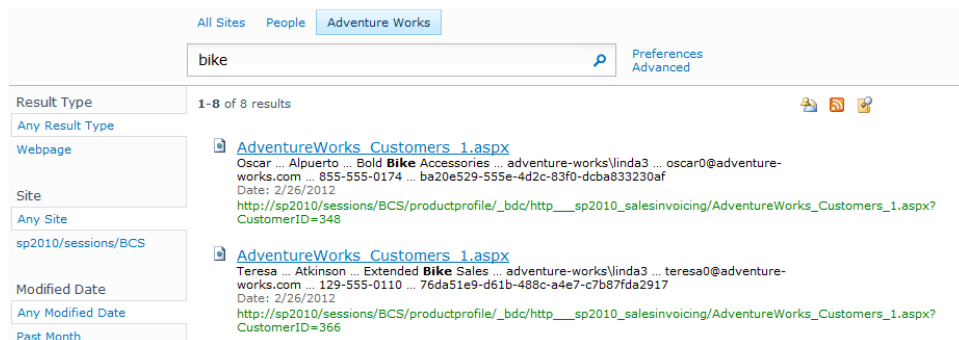 All Sites People Adventure Works
bike
Preferences
Advanced
Result Type
Any Result Type
Webpage
Site
Any Site
sp2010/sessions/BCS
Modified Date
Any Modified Date
Past Month
1-8 of 8 results
AdventureWorks_Customers_1.aspx
Oscar ... Alpuerto ... Bold Bike Accessories ... adventure-works\linda3 ... oscar0@adventure-
works.com ... 855-555-0174 ... ba20e529-555e-4d2c-83f0-dcba833230af
Date: 2/26/2012
http://sp2010/sessions/BCS/productprofile/_bdc/http___sp2010_salesinvoicing/AdventureWorks_Customers_1.aspx?
CustomerID=348
AdventureWorks_Customers_1.aspx
Teresa ... Atkinson ... Extended Bike Sales ... adventure-works\linda3 ... teresa0@adventure-
works.com ... 129-555-0110 ... 76da51e9-d61b-488c-a4e7-c7b87fda2917
Date: 2/26/2012
http://sp2010/sessions/BCS/productprofile/_bdc/http___sp2010_salesinvoicing/AdventureWorks_Customers_1.aspx?
CustomerID=366